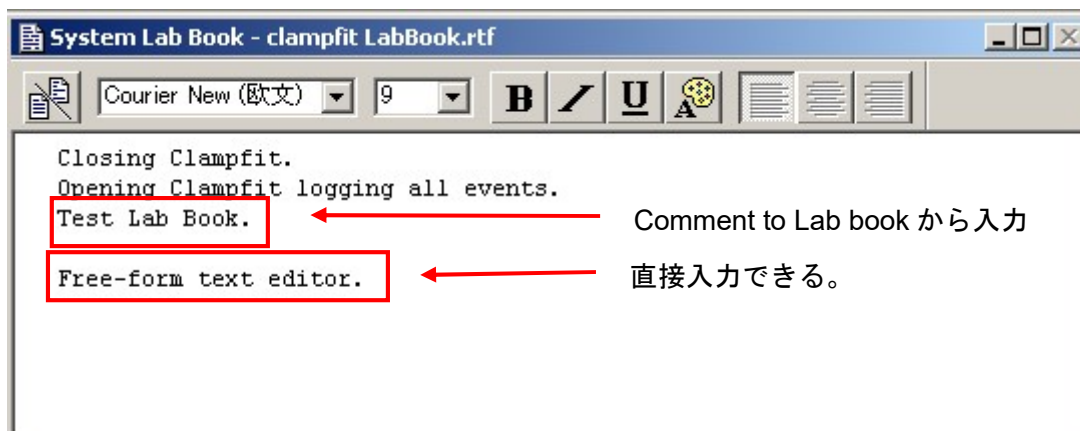 System Lab Book - clampfit LabBook.rtf
Courier New (欧文) 9 B I U A
Closing Clampfit.
Opening Clampfit logging all events.
Test Lab Book. Comment to Lab book から入力
Free-form text editor. 直接入力できる。